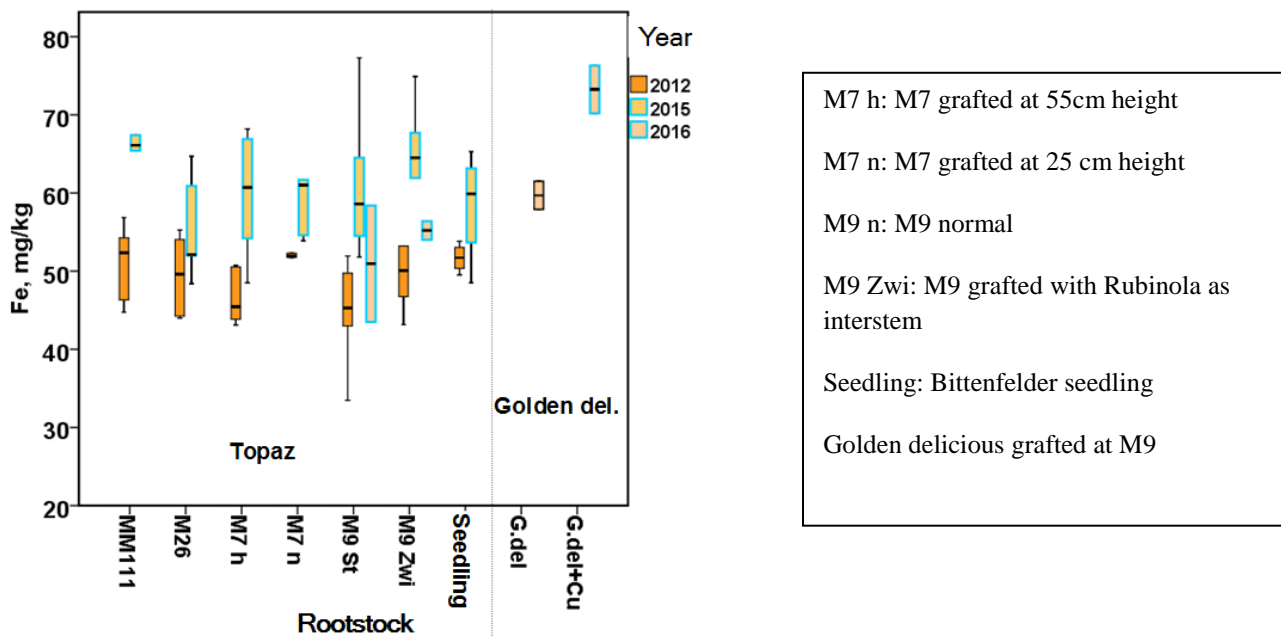 Year
2012
2015
2016
80
70
60
50
40
30
20
Fe, mg/kg
Topaz
Golden del.
MM111
M26
M7 h
M7 n
M9 St
M9 Zwi
Seedling
G.del
G.del+Cu
Rootstock
M7 h: M7 grafted at 55cm height
M7 n: M7 grafted at 25 cm height
M9 n: M9 normal
M9 Zwi: M9 grafted with Rubinola as
interstem
Seedling: Bittenfelder seedling
Golden delicious grafted at M9